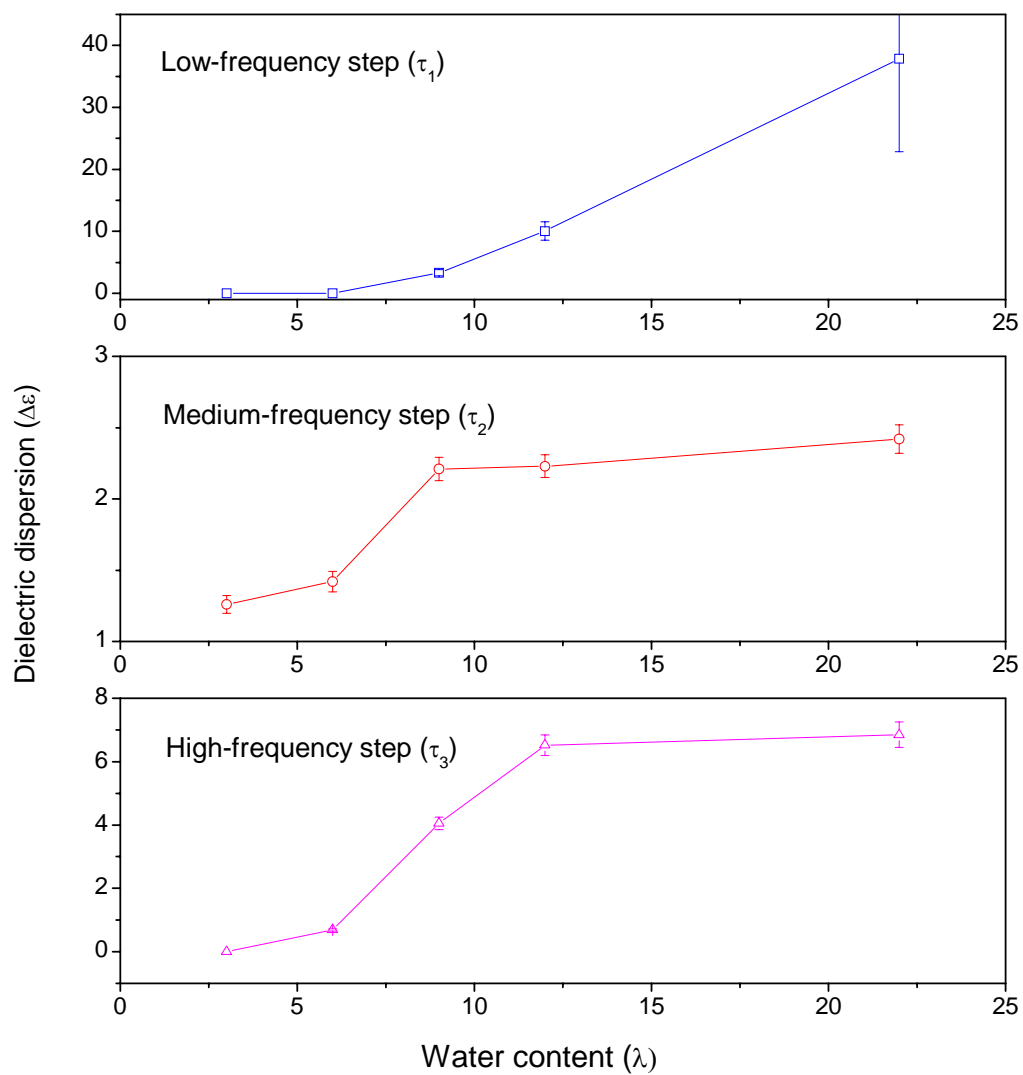 Low-frequency step (τ₁)
40
30
20
10
0
0 5 10 15 20 25
Medium-frequency step (τ₂)
3
2
1
0 5 10 15 20 25
High-frequency step (τ₃)
8
6
4
2
0
0 5 10 15 20 25
Dielectric dispersion (Δε)
Water content (λ)